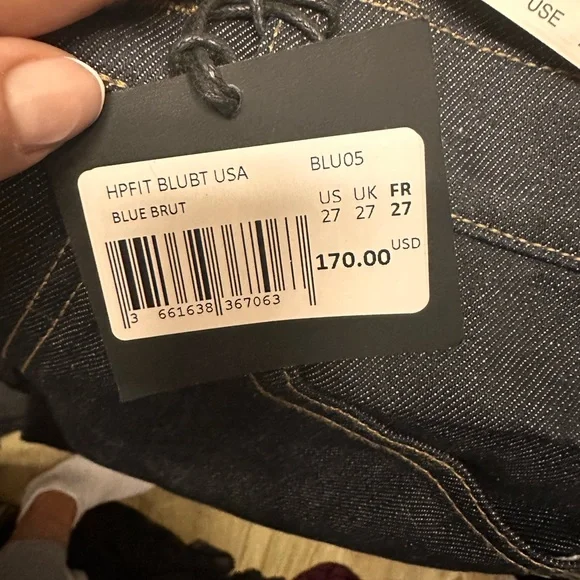 USE
HPFIT BLUBT USA BLU05
BLUE BRUT
US UK FR
27 27 27
170.00 USD
3 661638 367063